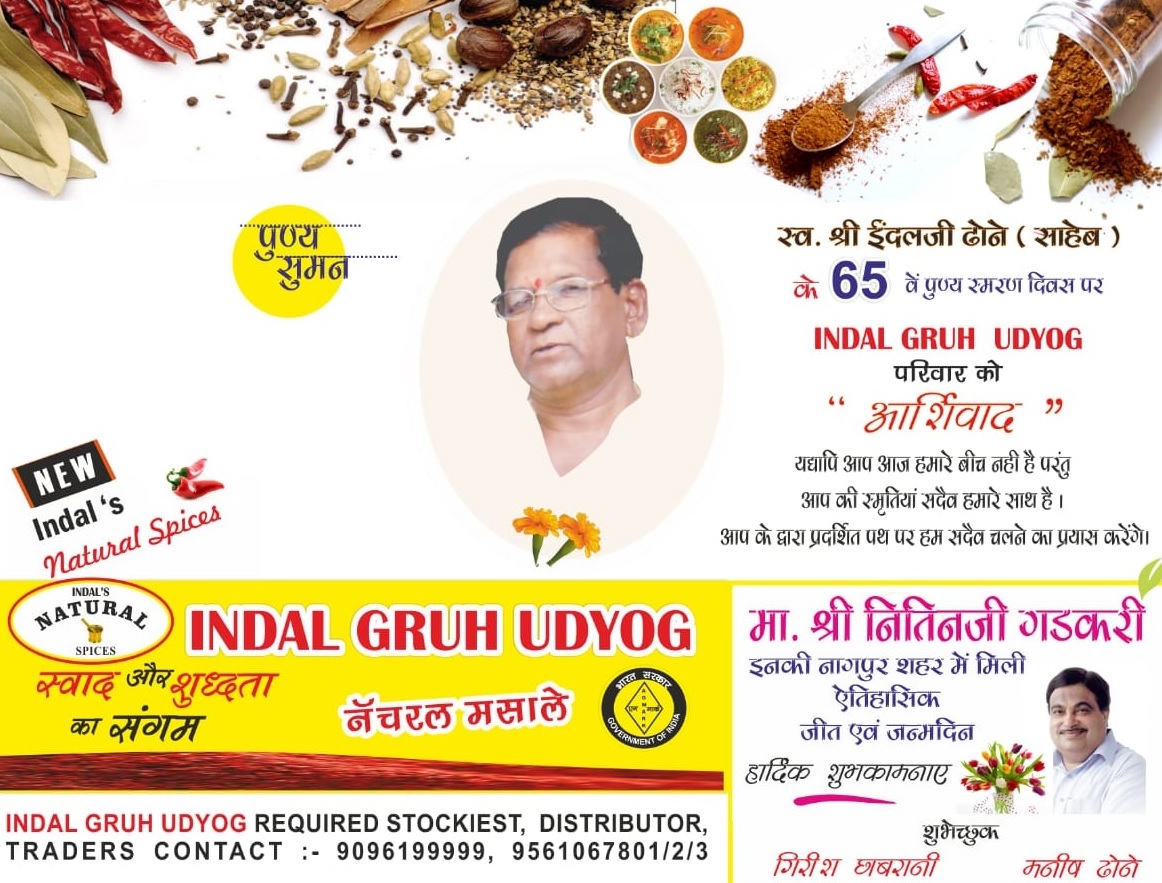 पुण्य
सुमन
स्व. श्री ईंदलजी ढोने ( साहेब )
के 65 वें पुण्य स्मरण दिवस पर
INDAL GRUH UDYOG
परिवार को
“ आर्शिवाद ”
यद्यापि आप आज हमारे बीच नही है परंतु
आप की स्मृतियां सदैव हमारे साथ है ।
आप के द्वारा प्रदर्शित पथ पर हम सदैव चलने का प्रयास करेंगे।
NEW
Indal's
Natural Spices
INDAL'S
NATURAL
SPICES
INDAL GRUH UDYOG
स्वाद और शुध्दता
का संगम
नॅचरल मसाले
भारत सरकार
AGMARK
एग मार्क
GOVERNMENT OF INDIA
मा. श्री नितिनजी गडकरी
इनकी नागपुर शहर में मिली
ऐतिहासिक
जीत एवं जन्मदिन
हार्दिक शुभकामनाए
शुभेच्छुक
गिरीश छाबरानी मनीष ढोने
INDAL GRUH UDYOG REQUIRED STOCKIEST, DISTRIBUTOR,
TRADERS CONTACT :- 9096199999, 9561067801/2/3